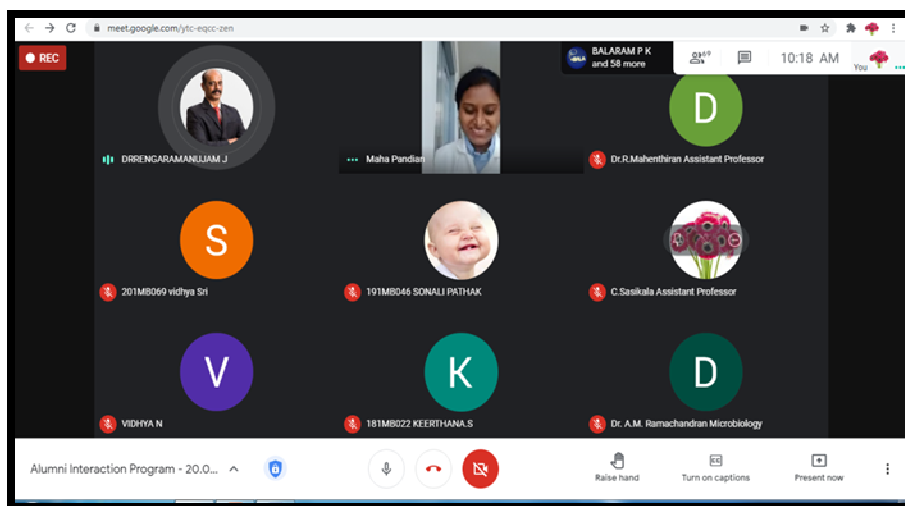 meet.google.com/ytc-eqcc-zen
REC
BALARAM P K
and 58 more
69
10:18 AM
You
D
DRRENGARAMANUJAM J
Maha Pandian
Dr.R.Mahenthiran Assistant Professor
S
201MB069 vidhya Sri
191MB046 SONALI PATHAK
C.Sasikala Assistant Professor
V
K
D
VIDHYA N
181MB022 KEERTHANA.S
Dr. A.M. Ramachandran Microbiology
Alumni Interaction Program - 20.0...
Raise hand
Turn on captions
Present now